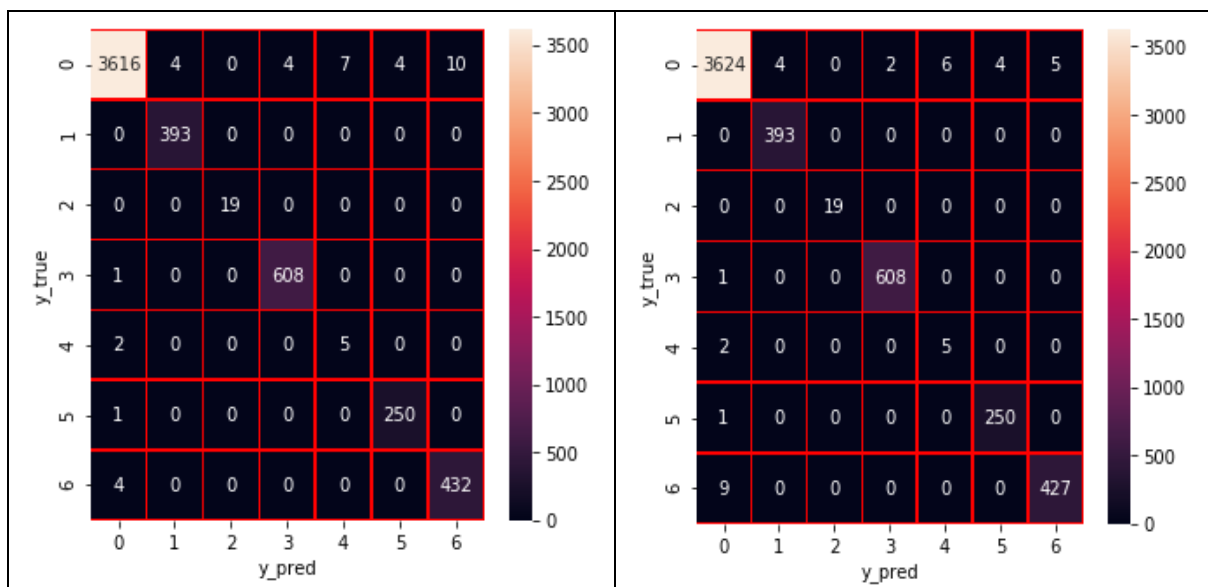 0 3616 4 0 4 7 4 10
1 0 393 0 0 0 0 0
2 0 0 19 0 0 0 0
3 1 0 0 608 0 0 0
4 2 0 0 0 5 0 0
5 1 0 0 0 0 250 0
6 4 0 0 0 0 0 432
0 1 2 3 4 5 6
y_pred
y_true
3500
3000
2500
2000
1500
1000
500
0
0 3624 4 0 2 6 4 5
1 0 393 0 0 0 0 0
2 0 0 19 0 0 0 0
3 1 0 0 608 0 0 0
4 2 0 0 0 5 0 0
5 1 0 0 0 0 250 0
6 9 0 0 0 0 0 427
0 1 2 3 4 5 6
y_pred
y_true
3500
3000
2500
2000
1500
1000
500
0